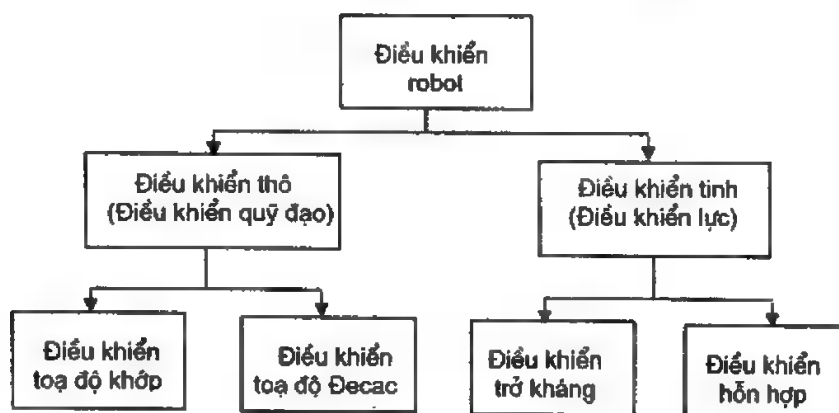 Điều khiển
robot
Điều khiển thô
(Điều khiển quỹ đạo)
Điều khiển tinh
(Điều khiển lực)
Điều khiển
toạ độ khớp
Điều khiển
toạ độ Đecac
Điều khiển
trở kháng
Điều khiển
hỗn hợp